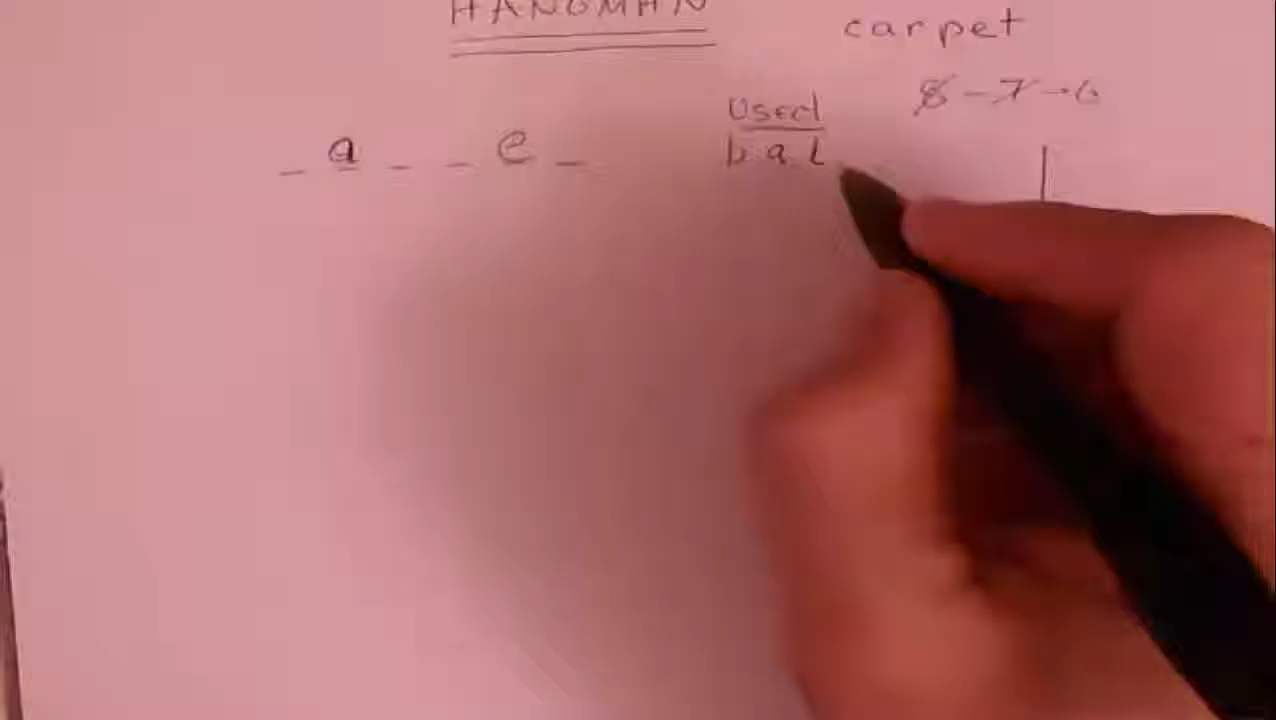 HANGMAN
carpet
8 - 7 - 6
Used
_ a _ _ e _
b a l